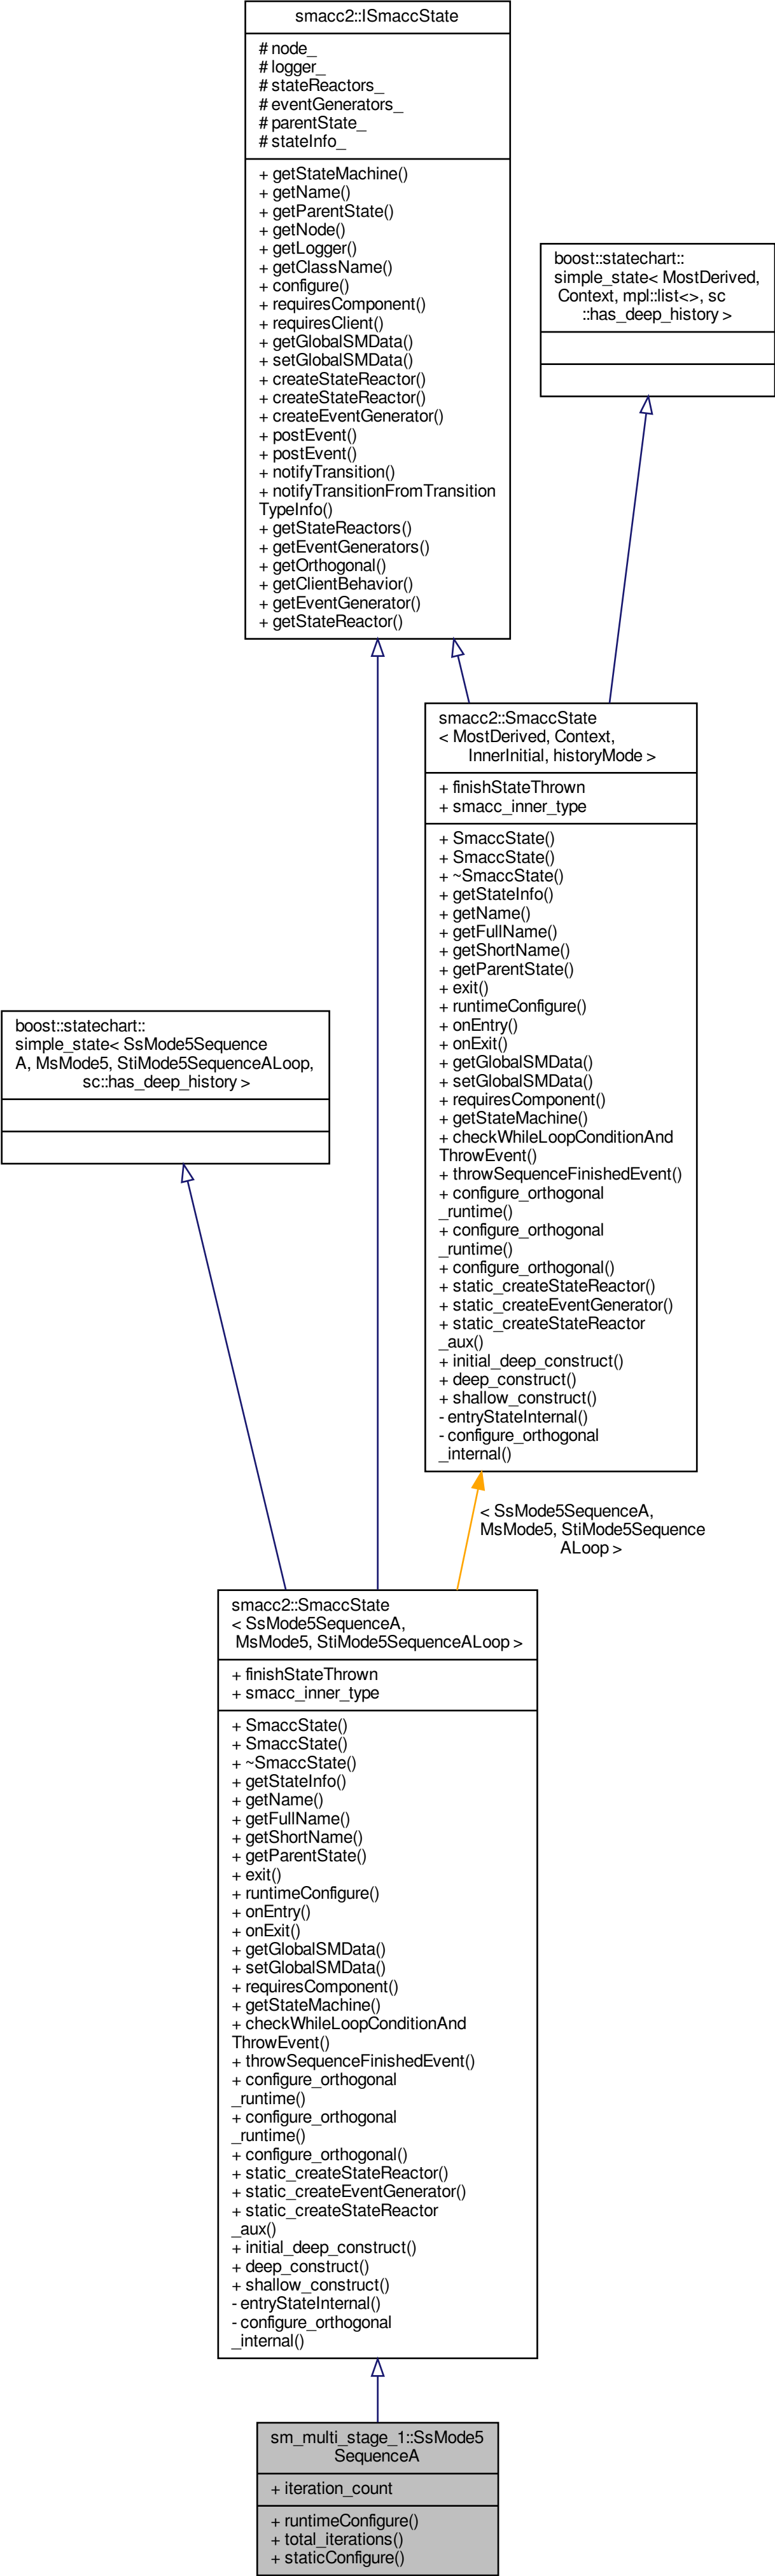 smacc2::ISmaccState
# node_
# logger_
# stateReactors_
# eventGenerators_
# parentState_
# stateInfo_
+ getStateMachine()
+ getName()
+ getParentState()
+ getNode()
+ getLogger()
+ getClassName()
+ configure()
+ requiresComponent()
+ requiresClient()
+ getGlobalSMData()
+ setGlobalSMData()
+ createStateReactor()
+ createStateReactor()
+ createEventGenerator()
+ postEvent()
+ postEvent()
+ notifyTransition()
+ notifyTransitionFromTransition
TypeInfo()
+ getStateReactors()
+ getEventGenerators()
+ getOrthogonal()
+ getClientBehavior()
+ getEventGenerator()
+ getStateReactor()
boost::statechart::
simple_state< MostDerived,
Context, mpl::list<>, sc
::has_deep_history >
smacc2::SmaccState
< MostDerived, Context,
InnerInitial, historyMode >
+ finishStateThrown
+ smacc_inner_type
+ SmaccState()
+ SmaccState()
+ ~SmaccState()
+ getStateInfo()
+ getName()
+ getFullName()
+ getShortName()
+ getParentState()
+ exit()
+ runtimeConfigure()
+ onEntry()
+ onExit()
+ getGlobalSMData()
+ setGlobalSMData()
+ requiresComponent()
+ getStateMachine()
+ checkWhileLoopConditionAnd
ThrowEvent()
+ throwSequenceFinishedEvent()
+ configure_orthogonal
_runtime()
+ configure_orthogonal
_runtime()
+ configure_orthogonal()
+ static_createStateReactor()
+ static_createEventGenerator()
+ static_createStateReactor
_aux()
+ initial_deep_construct()
+ deep_construct()
+ shallow_construct()
- entryStateInternal()
- configure_orthogonal
_internal()
boost::statechart::
simple_state< SsMode5Sequence
A, MsMode5, StiMode5SequenceALoop,
sc::has_deep_history >
< SsMode5SequenceA,
MsMode5, StiMode5Sequence
ALoop >
smacc2::SmaccState
< SsMode5SequenceA,
MsMode5, StiMode5SequenceALoop >
+ finishStateThrown
+ smacc_inner_type
+ SmaccState()
+ SmaccState()
+ ~SmaccState()
+ getStateInfo()
+ getName()
+ getFullName()
+ getShortName()
+ getParentState()
+ exit()
+ runtimeConfigure()
+ onEntry()
+ onExit()
+ getGlobalSMData()
+ setGlobalSMData()
+ requiresComponent()
+ getStateMachine()
+ checkWhileLoopConditionAnd
ThrowEvent()
+ throwSequenceFinishedEvent()
+ configure_orthogonal
_runtime()
+ configure_orthogonal
_runtime()
+ configure_orthogonal()
+ static_createStateReactor()
+ static_createEventGenerator()
+ static_createStateReactor
_aux()
+ initial_deep_construct()
+ deep_construct()
+ shallow_construct()
- entryStateInternal()
- configure_orthogonal
_internal()
sm_multi_stage_1::SsMode5
SequenceA
+ iteration_count
+ runtimeConfigure()
+ total_iterations()
+ staticConfigure()